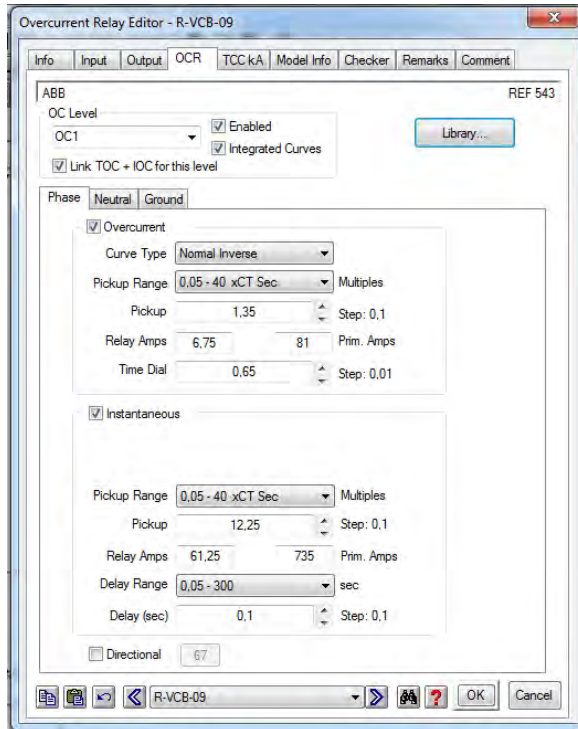 Overcurrent Relay Editor - R-VCB-09
Info Input Output OCR TCC kA Model Info Checker Remarks Comment
ABB REF 543
OC Level
OC1
Enabled
Integrated Curves
Library...
Link TOC + IOC for this level
Phase Neutral Ground
Overcurrent
Curve Type Normal Inverse
Pickup Range 0,05 - 40 xCT Sec Multiples
Pickup 1,35 Step: 0,1
Relay Amps 6,75 81 Prim. Amps
Time Dial 0,65 Step: 0,01
Instantaneous
Pickup Range 0,05 - 40 xCT Sec Multiples
Pickup 12,25 Step: 0,1
Relay Amps 61,25 735 Prim. Amps
Delay Range 0,05 - 300 sec
Delay (sec) 0,1 Step: 0,1
Directional 67
R-VCB-09 ? OK Cancel